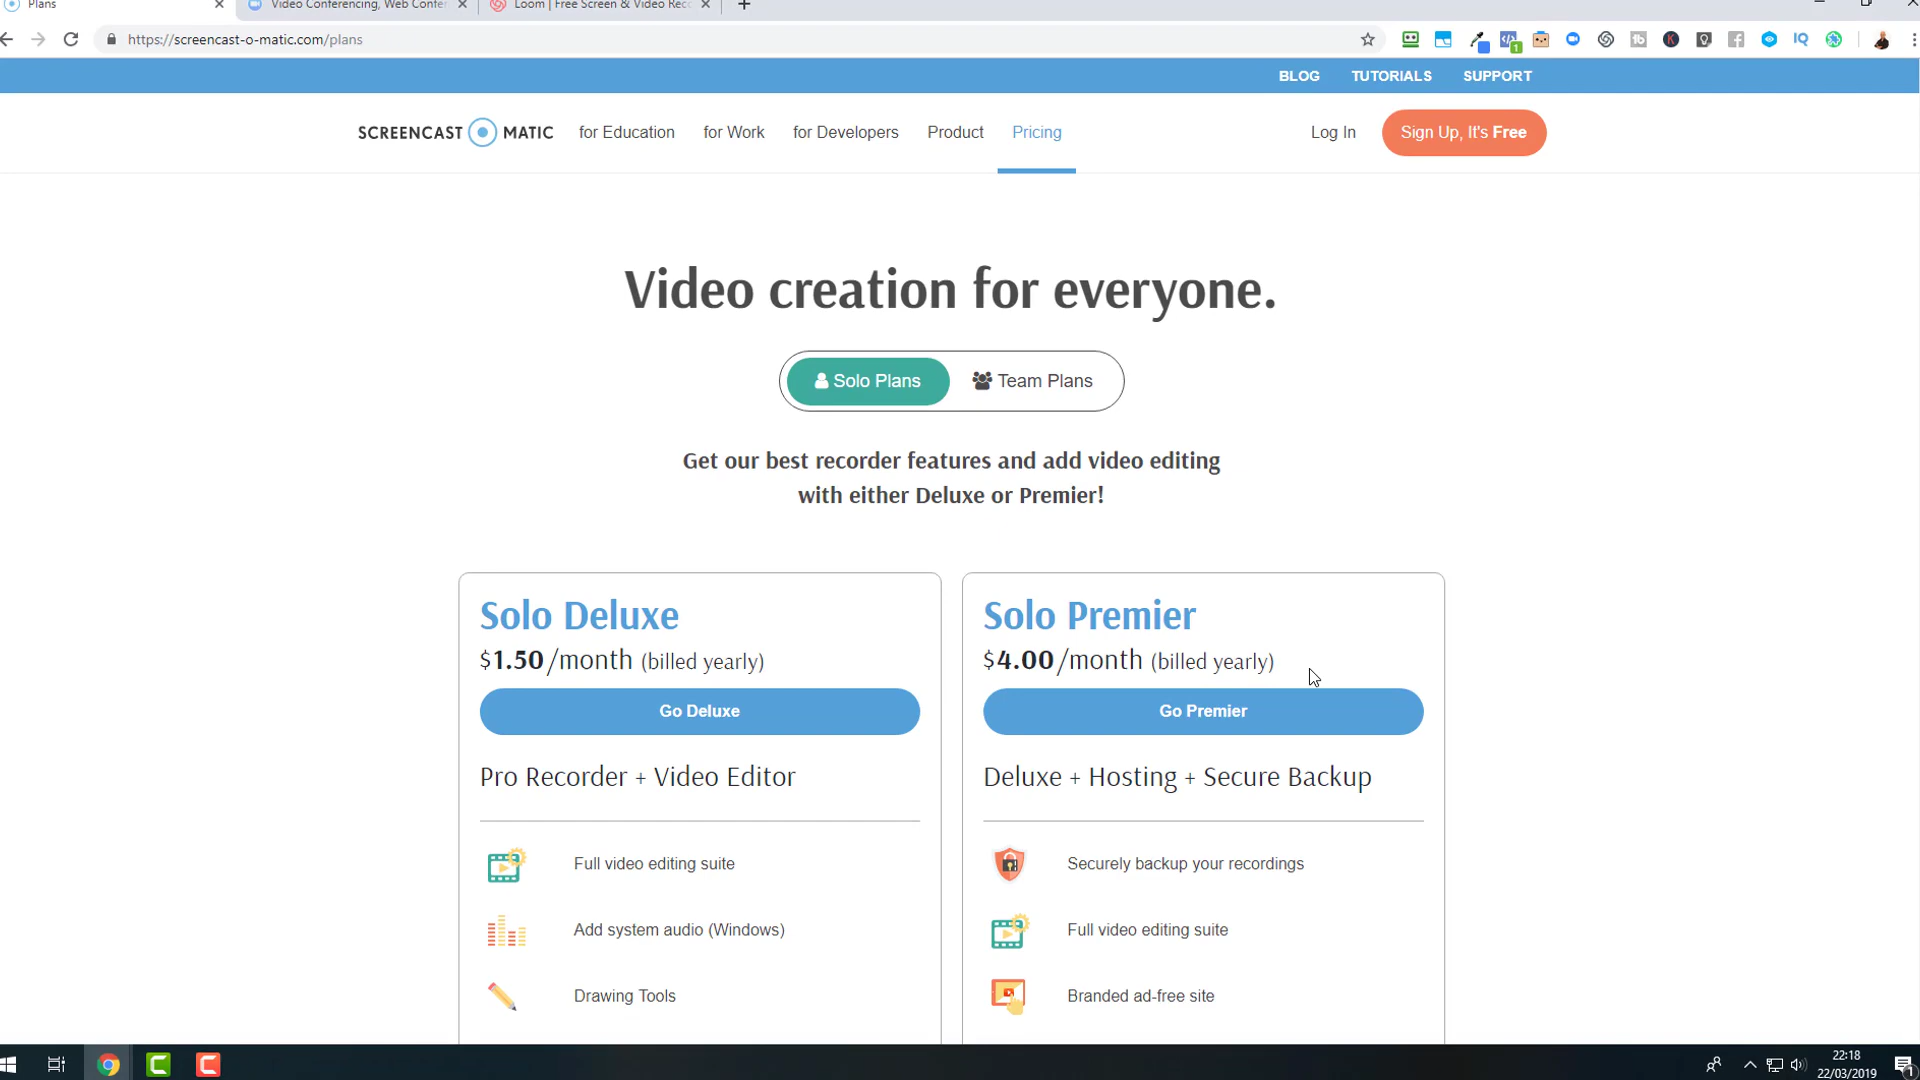 Plans
Video Conferencing, Web Confer
Loom | Free Screen & Video Rec
https://screencast-o-matic.com/plans
BLOG TUTORIALS SUPPORT
SCREENCAST O MATIC for Education for Work for Developers Product Pricing Log In Sign Up, It's Free
Video creation for everyone.
Solo Plans Team Plans
Get our best recorder features and add video editing
with either Deluxe or Premier!
Solo Deluxe
$1.50/month (billed yearly)
Go Deluxe
Pro Recorder + Video Editor
Full video editing suite
Add system audio (Windows)
Drawing Tools
Solo Premier
$4.00/month (billed yearly)
Go Premier
Deluxe + Hosting + Secure Backup
Securely backup your recordings
Full video editing suite
Branded ad-free site
22:18
22/03/2019